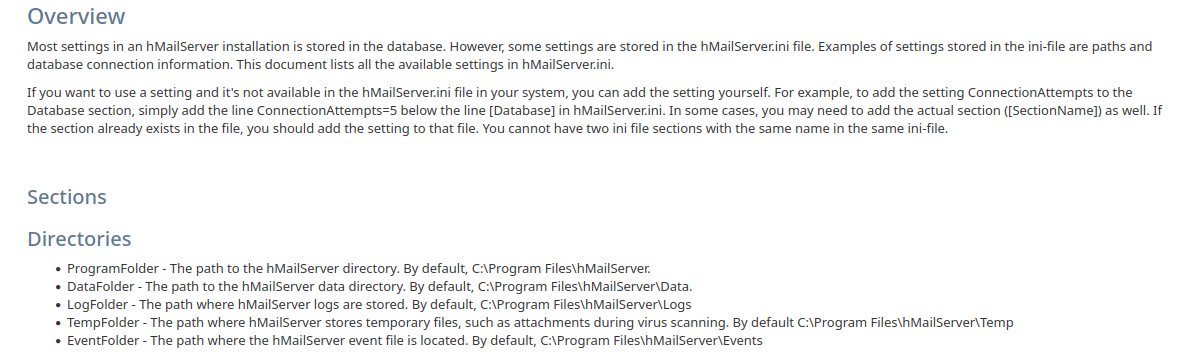 Overview
Most settings in an hMailServer installation is stored in the database. However, some settings are stored in the hMailServer.ini file. Examples of settings stored in the ini-file are paths and
database connection information. This document lists all the available settings in hMailServer.ini.
If you want to use a setting and it's not available in the hMailServer.ini file in your system, you can add the setting yourself. For example, to add the setting ConnectionAttempts to the
Database section, simply add the line ConnectionAttempts=5 below the line [Database] in hMailServer.ini. In some cases, you may need to add the actual section ([SectionName]) as well. If
the section already exists in the file, you should add the setting to that file. You cannot have two ini file sections with the same name in the same ini-file.
Sections
Directories
• ProgramFolder - The path to the hMailServer directory. By default, C:\Program Files\hMailServer.
• DataFolder - The path to the hMailServer data directory. By default, C:\Program Files\hMailServer\Data.
• LogFolder - The path where hMailServer logs are stored. By default, C:\Program Files\hMailServer\Logs
• TempFolder - The path where hMailServer stores temporary files, such as attachments during virus scanning. By default C:\Program Files\hMailServer\Temp
• EventFolder - The path where the hMailServer event file is located. By default, C:\Program Files\hMailServer\Events